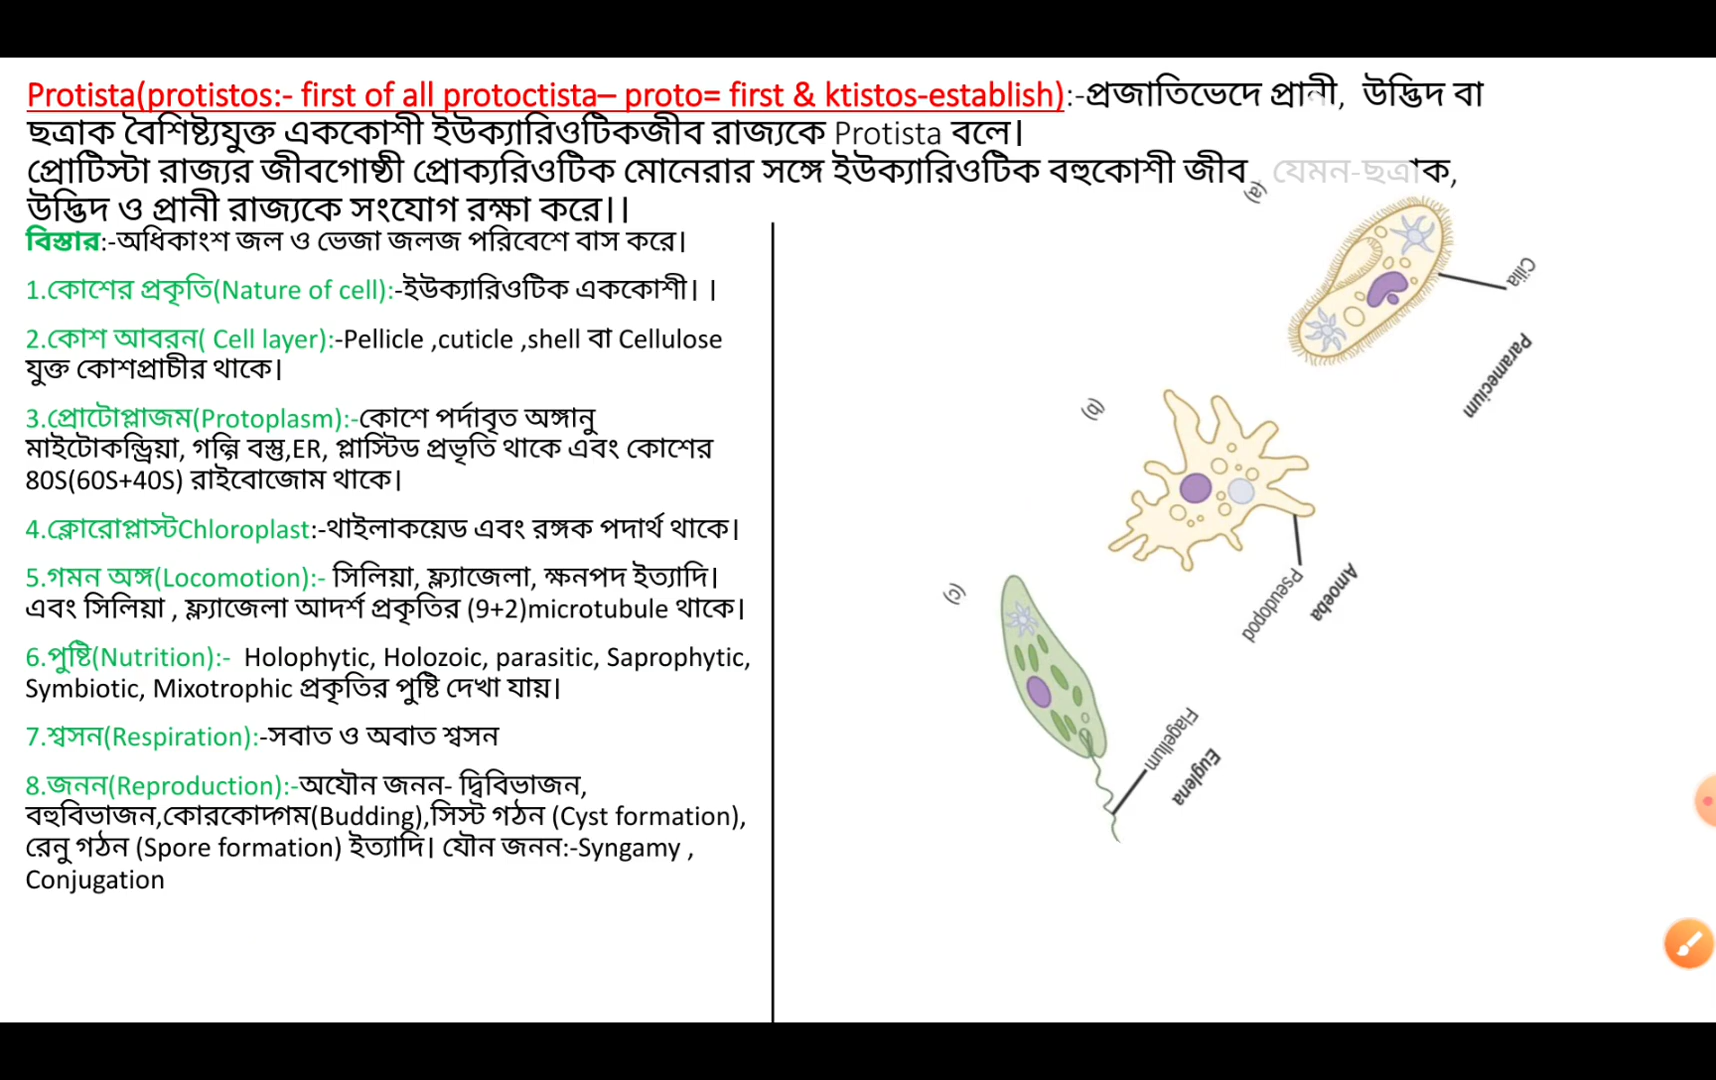 Protista(protistos:- first of all protoctista– proto= first & ktistos-establish):-প্রজাতিভেদে প্রানী, উদ্ভিদ বা
ছত্রাক বৈশিষ্ট্যযুক্ত এককোশী ইউক্যারিওটিকজীব রাজ্যকে Protista বলে।
প্রোটিস্টা রাজ্যর জীবগোষ্ঠী প্রোক্যরিওটিক মোনেরার সঙ্গে ইউক্যারিওটিক বহুকোশী জীব যেমন-ছত্রাক,
উদ্ভিদ ও প্রানী রাজ্যকে সংযোগ রক্ষা করে।।
বিস্তার:-অধিকাংশ জল ও ভেজা জলজ পরিবেশে বাস করে।
1.কোশের প্রকৃতি(Nature of cell):-ইউক্যারিওটিক এককোশী। ।
2.কোশ আবরন( Cell layer):-Pellicle ,cuticle ,shell বা Cellulose
যুক্ত কোশপ্রাচীর থাকে।
3.প্রোটোপ্লাজম(Protoplasm):-কোশে পর্দাবৃত অঙ্গানু
মাইটোকন্ড্রিয়া, গল্গি বস্তু,ER, প্লাস্টিড প্রভৃতি থাকে এবং কোশের
80S(60S+40S) রাইবোজোম থাকে।
4.ক্লোরোপ্লাস্টChloroplast:-থাইলাকয়েড এবং রঙ্গক পদার্থ থাকে।
5.গমন অঙ্গ(Locomotion):- সিলিয়া, ফ্ল্যাজেলা, ক্ষনপদ ইত্যাদি।
এবং সিলিয়া , ফ্ল্যাজেলা আদর্শ প্রকৃতির (9+2)microtubule থাকে।
6.পুষ্টি(Nutrition):- Holophytic, Holozoic, parasitic, Saprophytic,
Symbiotic, Mixotrophic প্রকৃতির পুষ্টি দেখা যায়।
7.শ্বসন(Respiration):-সবাত ও অবাত শ্বসন
8.জনন(Reproduction):-অযৌন জনন- দ্বিবিভাজন,
বহুবিভাজন,কোরকোদ্গম(Budding),সিস্ট গঠন (Cyst formation),
রেনু গঠন (Spore formation) ইত্যাদি। যৌন জনন:-Syngamy ,
Conjugation
(a)
Cilia
Paramecium
(b)
Pseudopod
Amoeba
(c)
Flagellum
Euglena